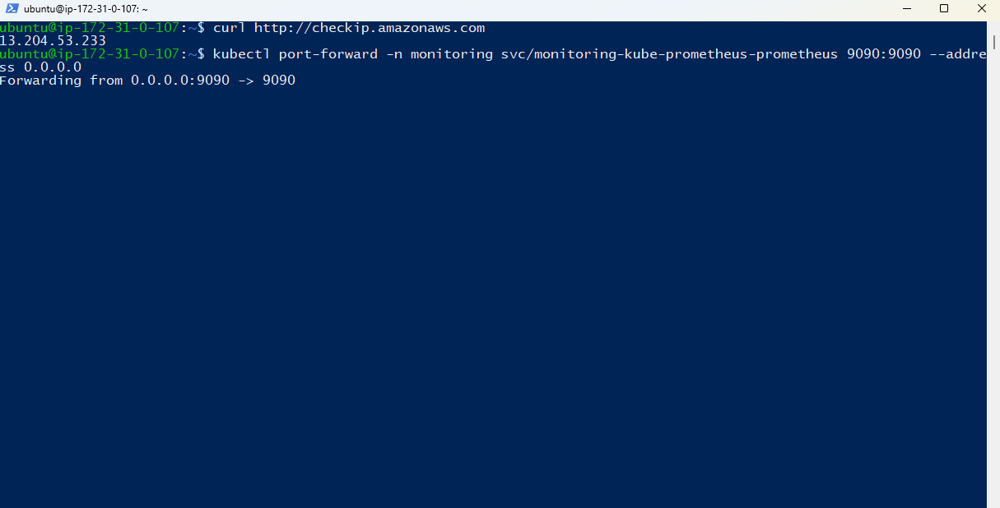 ubuntu@ip-172-31-0-107: ~
ubuntu@ip-172-31-0-107:~$ curl http://checkip.amazonaws.com
13.204.53.233
ubuntu@ip-172-31-0-107:~$ kubectl port-forward -n monitoring svc/monitoring-kube-prometheus-prometheus 9090:9090 --addre
ss 0.0.0.0
Forwarding from 0.0.0.0:9090 -> 9090